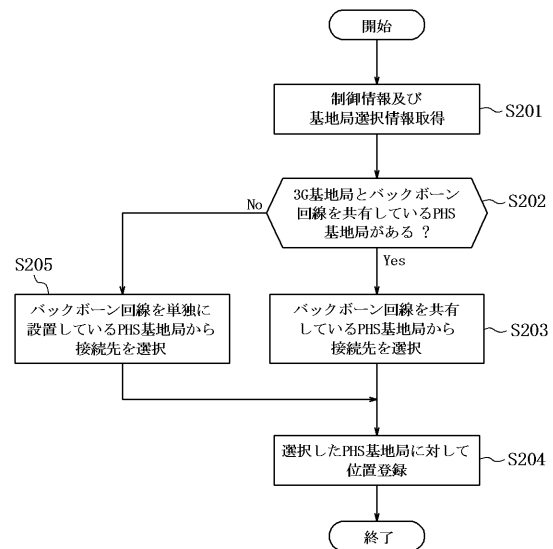 開始
制御情報及び
基地局選択情報取得
S201
3G基地局とバックボーン
回線を共有しているPHS
基地局がある ?
S202
No
Yes
S205
バックボーン回線を単独に
設置しているPHS基地局から
接続先を選択
バックボーン回線を共有
しているPHS基地局から
接続先を選択
S203
選択したPHS基地局に対して
位置登録
S204
終了